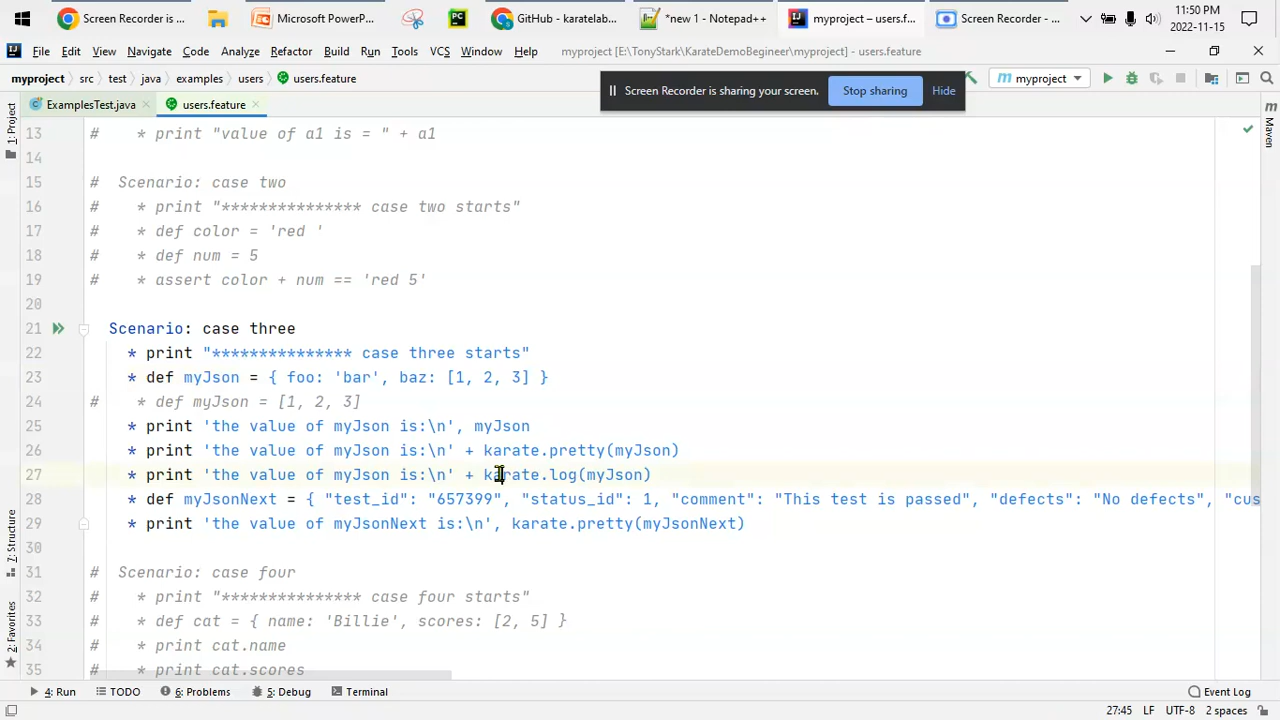 Screen Recorder is ...
Microsoft PowerP...
GitHub - karatelab...
*new 1 - Notepad++
myproject – users.f...
Screen Recorder - ...
11:50 PM
2022-11-15
File Edit View Navigate Code Analyze Refactor Build Run Tools VCS Window Help myproject [E:\TonyStark\KarateDemoBegineer\myproject] - users.feature
myproject src test java examples users users.feature
Screen Recorder is sharing your screen. Stop sharing Hide
myproject
ExamplesTest.java users.feature
13 # * print "value of a1 is = " + a1
14
15 # Scenario: case two
16 # * print "*************** case two starts"
17 # * def color = 'red '
18 # * def num = 5
19 # * assert color + num == 'red 5'
20
21 Scenario: case three
22 * print "*************** case three starts"
23 * def myJson = { foo: 'bar', baz: [1, 2, 3] }
24 # * def myJson = [1, 2, 3]
25 * print 'the value of myJson is:\n', myJson
26 * print 'the value of myJson is:\n' + karate.pretty(myJson)
27 * print 'the value of myJson is:\n' + karate.log(myJson)
28 * def myJsonNext = { "test_id": "657399", "status_id": 1, "comment": "This test is passed", "defects": "No defects", "cus
29 * print 'the value of myJsonNext is:\n', karate.pretty(myJsonNext)
30
31 # Scenario: case four
32 # * print "*************** case four starts"
33 # * def cat = { name: 'Billie', scores: [2, 5] }
34 # * print cat.name
35 # * print cat.scores
1: Project
7: Structure
2: Favorites
m
Maven
4: Run TODO 6: Problems 5: Debug Terminal Event Log
27:45 LF UTF-8 2 spaces